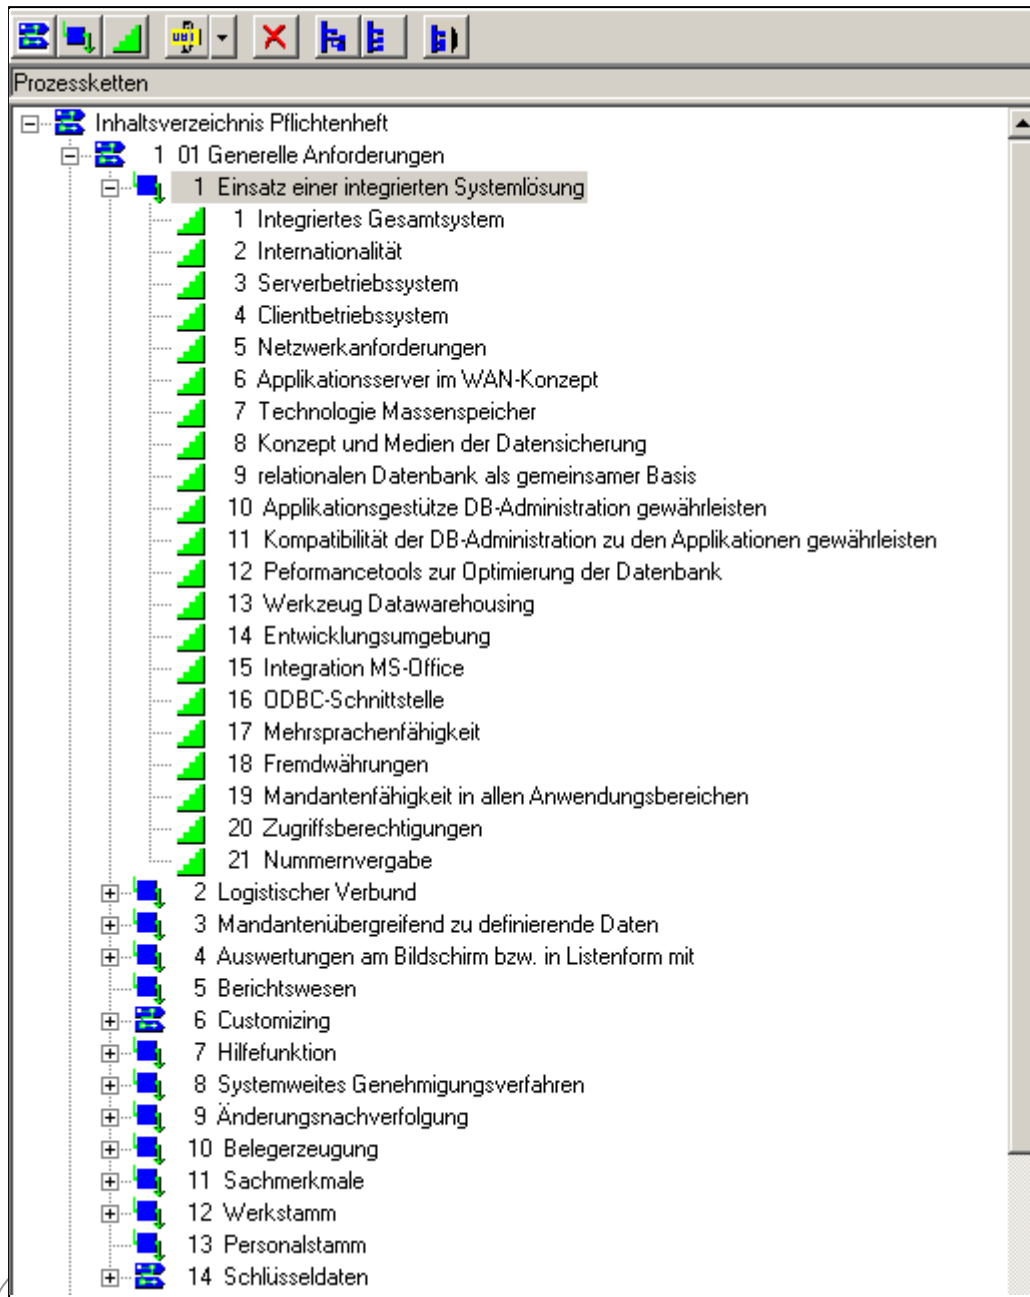 Prozessketten
Inhaltsverzeichnis Pflichtenheft
1 01 Generelle Anforderungen
1 Einsatz einer integrierten Systemlösung
1 Integriertes Gesamtsystem
2 Internationalität
3 Serverbetriebssystem
4 Clientbetriebssystem
5 Netzwerkanforderungen
6 Applikationsserver im WAN-Konzept
7 Technologie Massenspeicher
8 Konzept und Medien der Datensicherung
9 relationalen Datenbank als gemeinsamer Basis
10 Applikationsgestütze DB-Administration gewährleisten
11 Kompatibilität der DB-Administration zu den Applikationen gewährleisten
12 Peformancetools zur Optimierung der Datenbank
13 Werkzeug Datawarehousing
14 Entwicklungsumgebung
15 Integration MS-Office
16 ODBC-Schnittstelle
17 Mehrsprachenfähigkeit
18 Fremdwährungen
19 Mandantenfähigkeit in allen Anwendungsbereichen
20 Zugriffsberechtigungen
21 Nummernvergabe
2 Logistischer Verbund
3 Mandantenübergreifend zu definierende Daten
4 Auswertungen am Bildschirm bzw. in Listenform mit
5 Berichtswesen
6 Customizing
7 Hilfefunktion
8 Systemweites Genehmigungsverfahren
9 Änderungsnachverfolgung
10 Belegerzeugung
11 Sachmerkmale
12 Werkstamm
13 Personalstamm
14 Schlüsseldaten